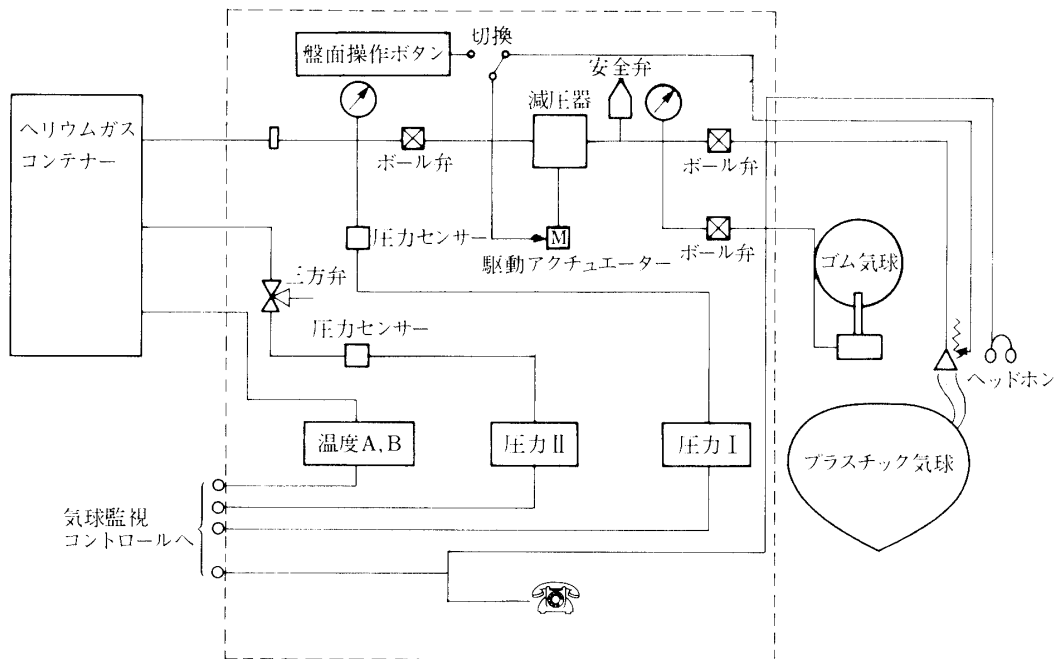 切換
盤面操作ボタン
安全弁
減圧器
ヘリウムガス
コンテナー
ボール弁
ボール弁
圧力センサー
M
駆動アクチュエーター
ボール弁
ゴム気球
三方弁
圧力センサー
ヘッドホン
温度A,B
圧力II
圧力I
プラスチック気球
気球監視
コントロールへ